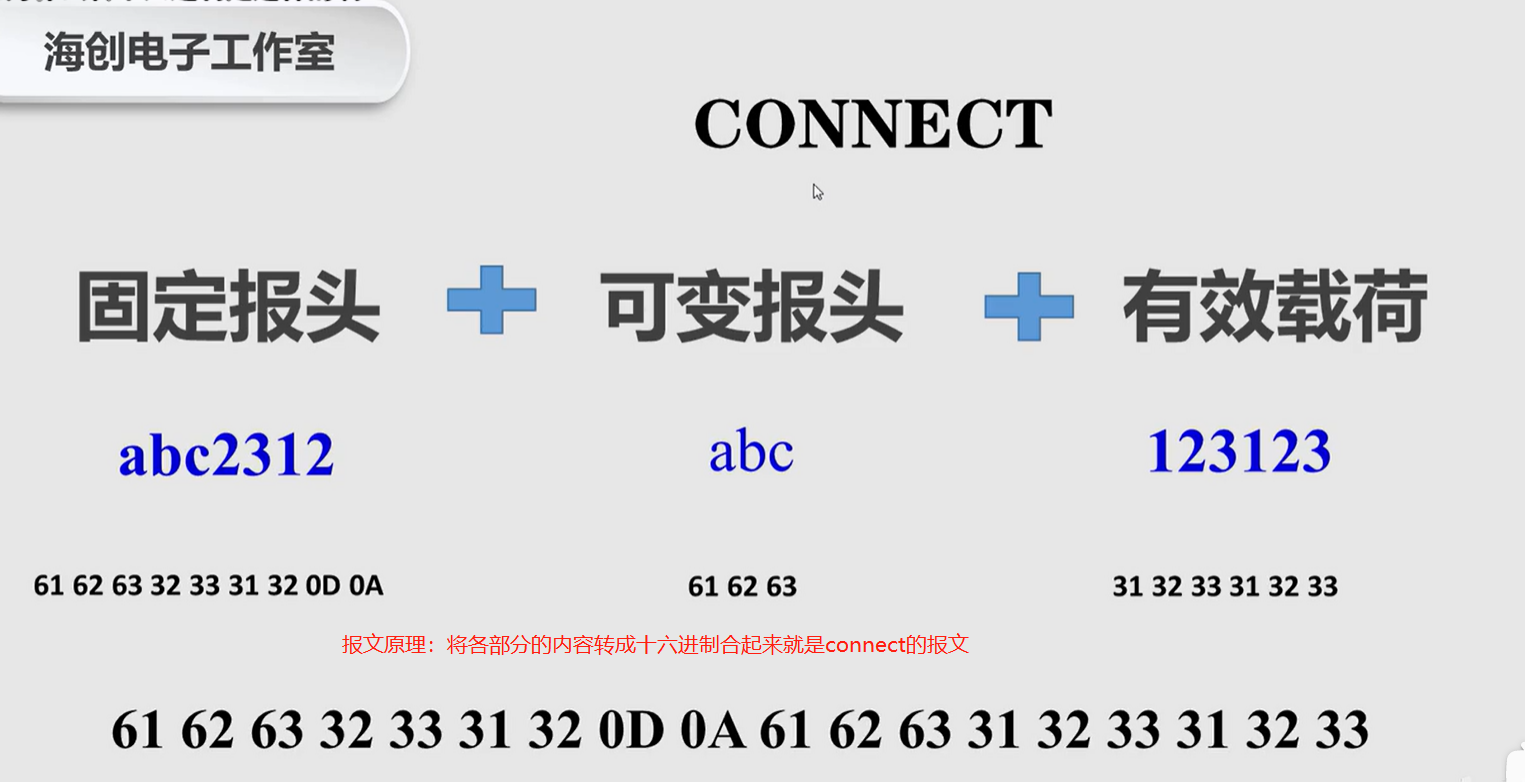 海创电子工作室
CONNECT
固定报头 可变报头 有效载荷
abc2312 abc 123123
61 62 63 32 33 31 32 0D 0A 61 62 63 31 32 33 31 32 33
报文原理：将各部分的内容转成十六进制合起来就是connect的报文
61 62 63 32 33 31 32 0D 0A 61 62 63 31 32 33 31 32 33